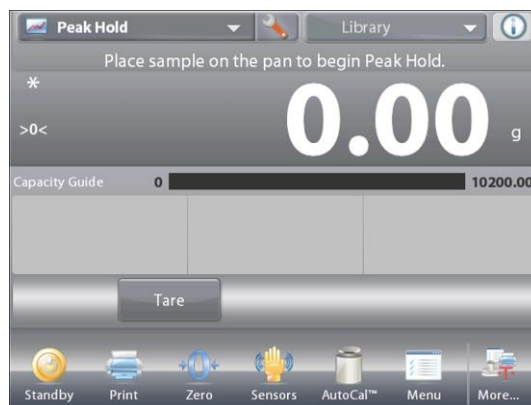 Peak Hold
Library
Place sample on the pan to begin Peak Hold.
*
>0<
0.00 g
Capacity Guide 0 10200.00
Tare
Standby Print Zero Sensors AutoCal™ Menu More...